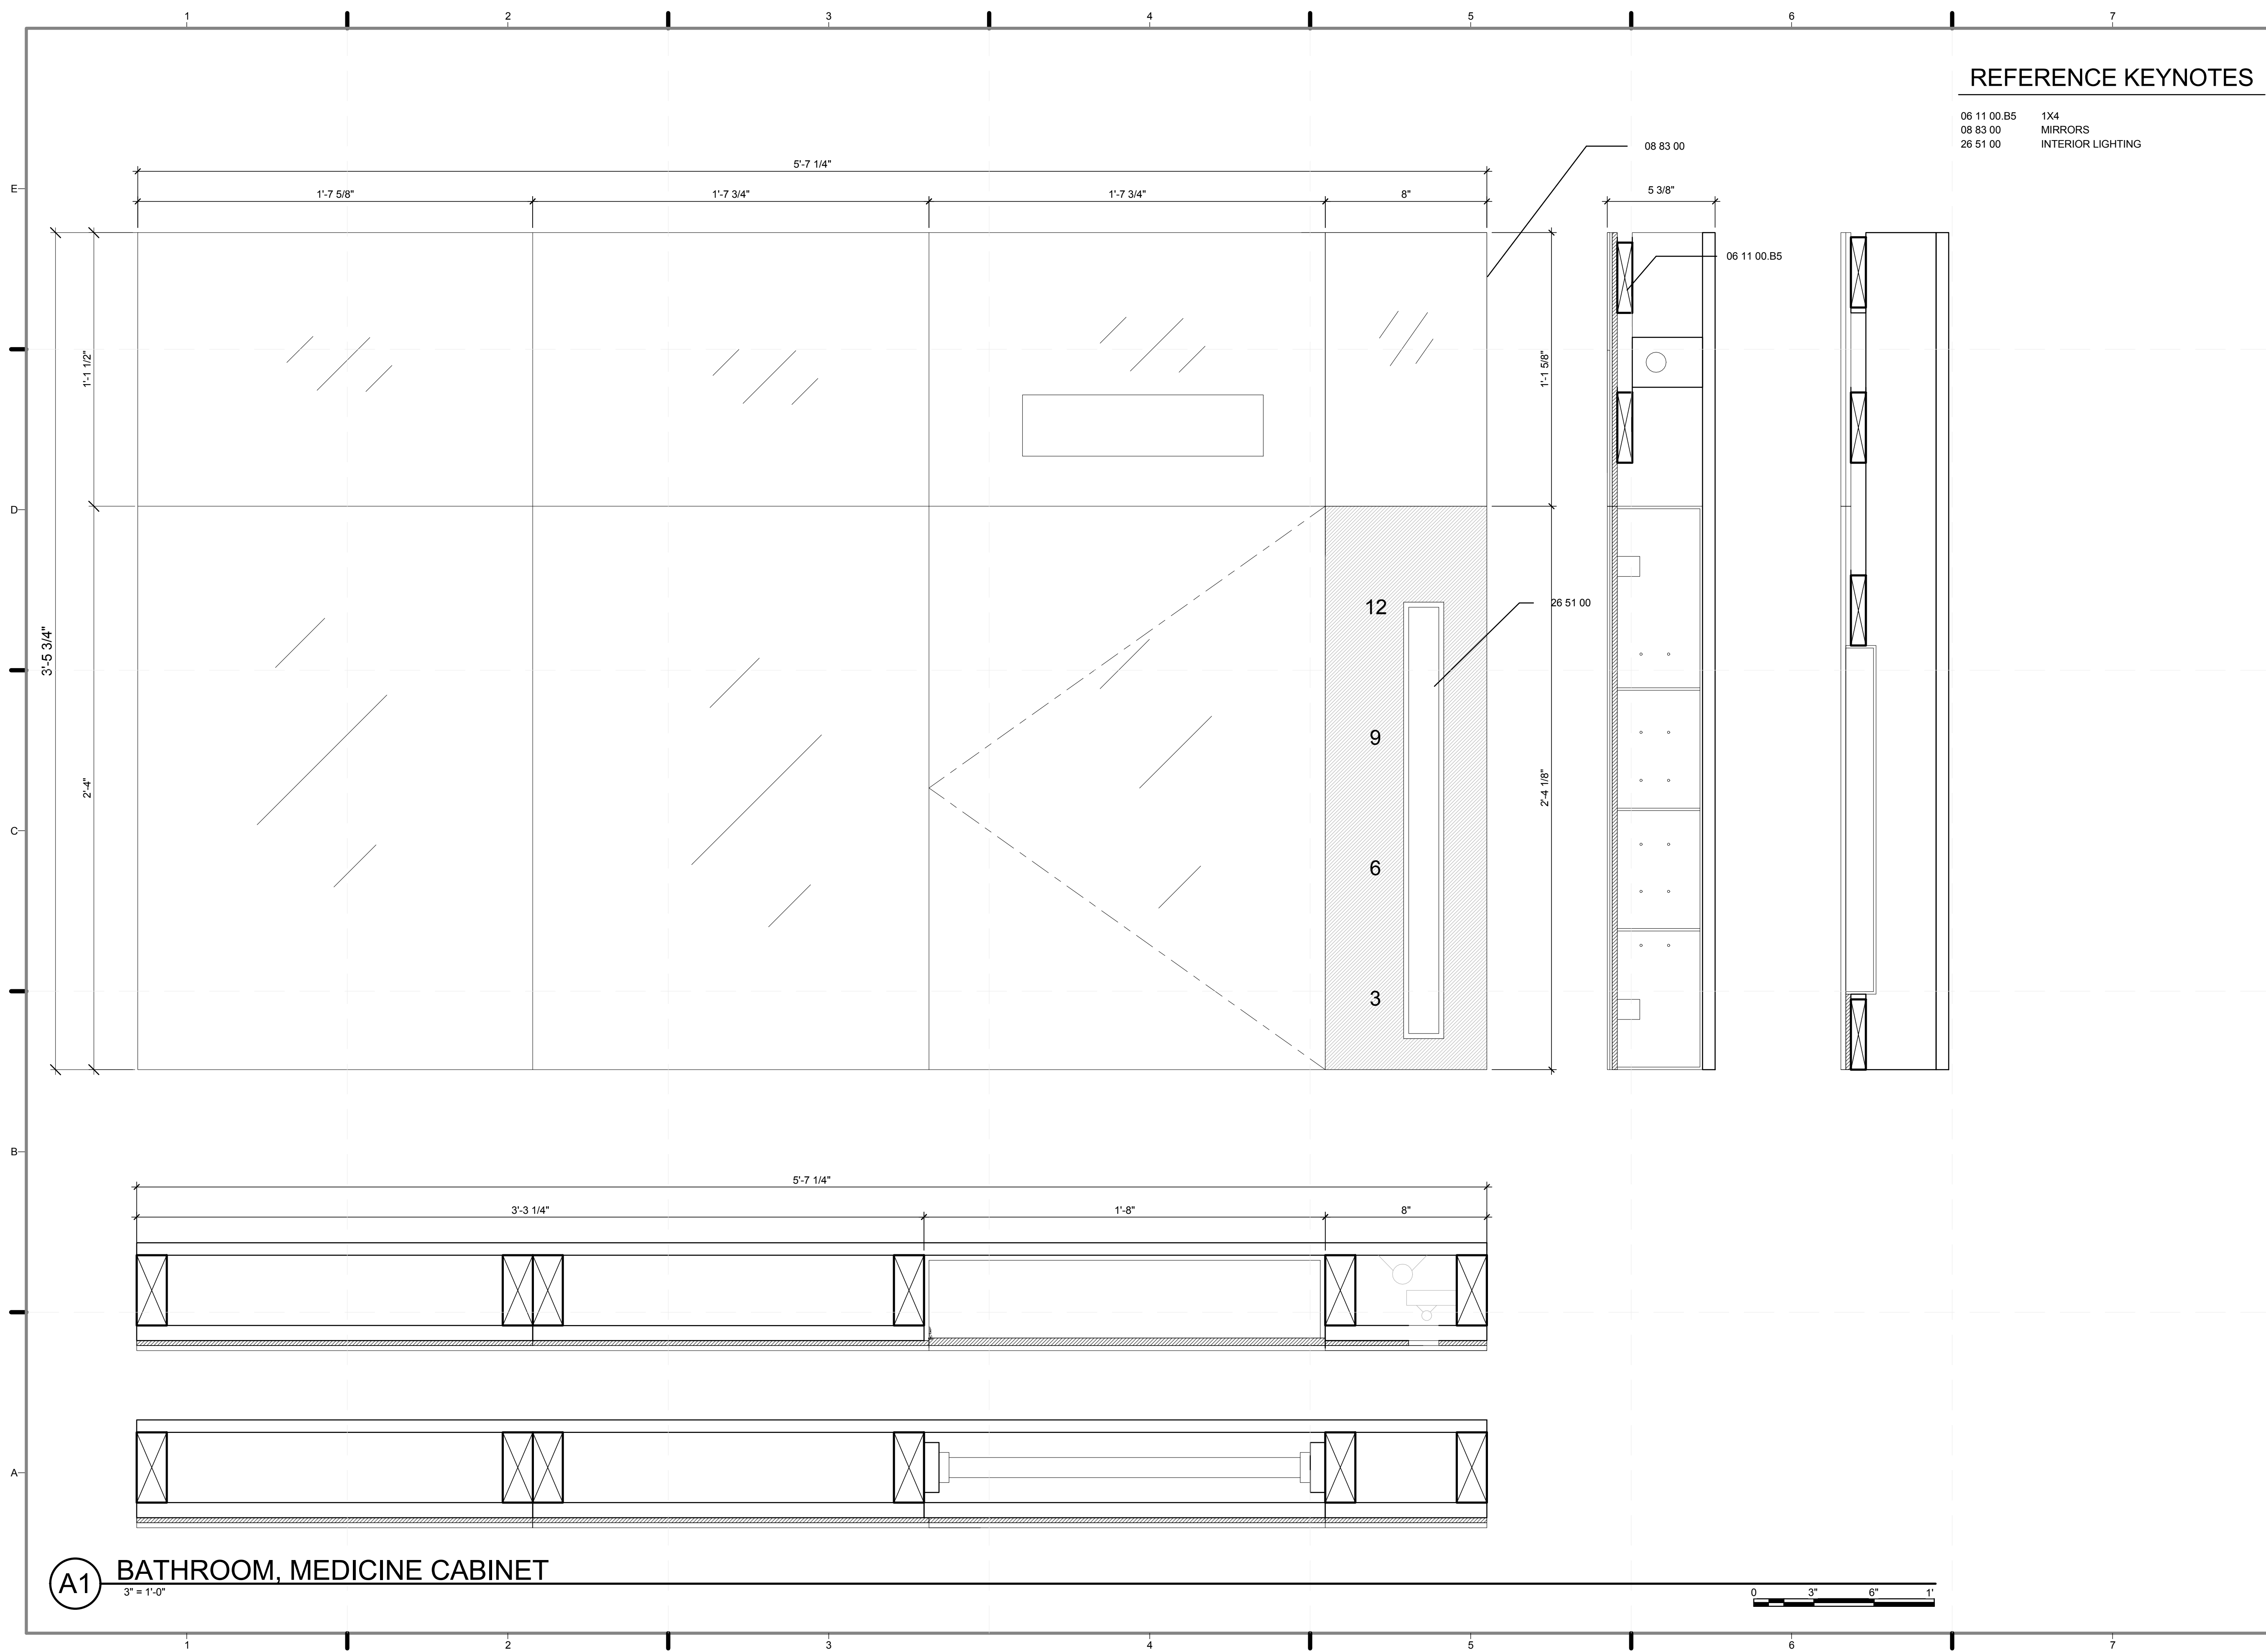 1 2 3 4 5 6 7
REFERENCE KEYNOTES
06 11 00.B5 1X4
08 83 00 MIRRORS
26 51 00 INTERIOR LIGHTING
08 83 00
5'-7 1/4"
E
1'-7 5/8" 1'-7 3/4" 1'-7 3/4" 8" 5 3/8"
06 11 00.B5
1'-1 1/2"
1'-1 5/8"
D
26 51 00
12
3'-5 3/4"
9
2'-4"
2'-4 1/8"
C
6
3
B
5'-7 1/4"
3'-3 1/4" 1'-8" 8"
A
A1 BATHROOM, MEDICINE CABINET
3" = 1'-0"
0 3" 6" 1'
1 2 3 4 5 6 7